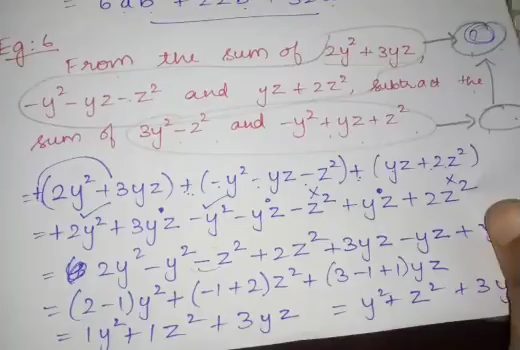 = 6ab + 22b + 32
Eg: 6
From the sum of 2y² + 3yz,
-y² - yz - z² and yz + 2z², subtract the
sum of 3y² - z² and -y² + yz + z²
= +(2y² + 3yz) + (-y² - yz - z²) + (yz + 2z²)
= +2y² + 3yz - y² - yz - z² + yz + 2z²
= 2y² - y² - z² + 2z² + 3yz - yz +
= (2-1)y² + (-1+2)z² + (3-1+1)yz
= 1y² + 1z² + 3yz = y² + z² + 3y